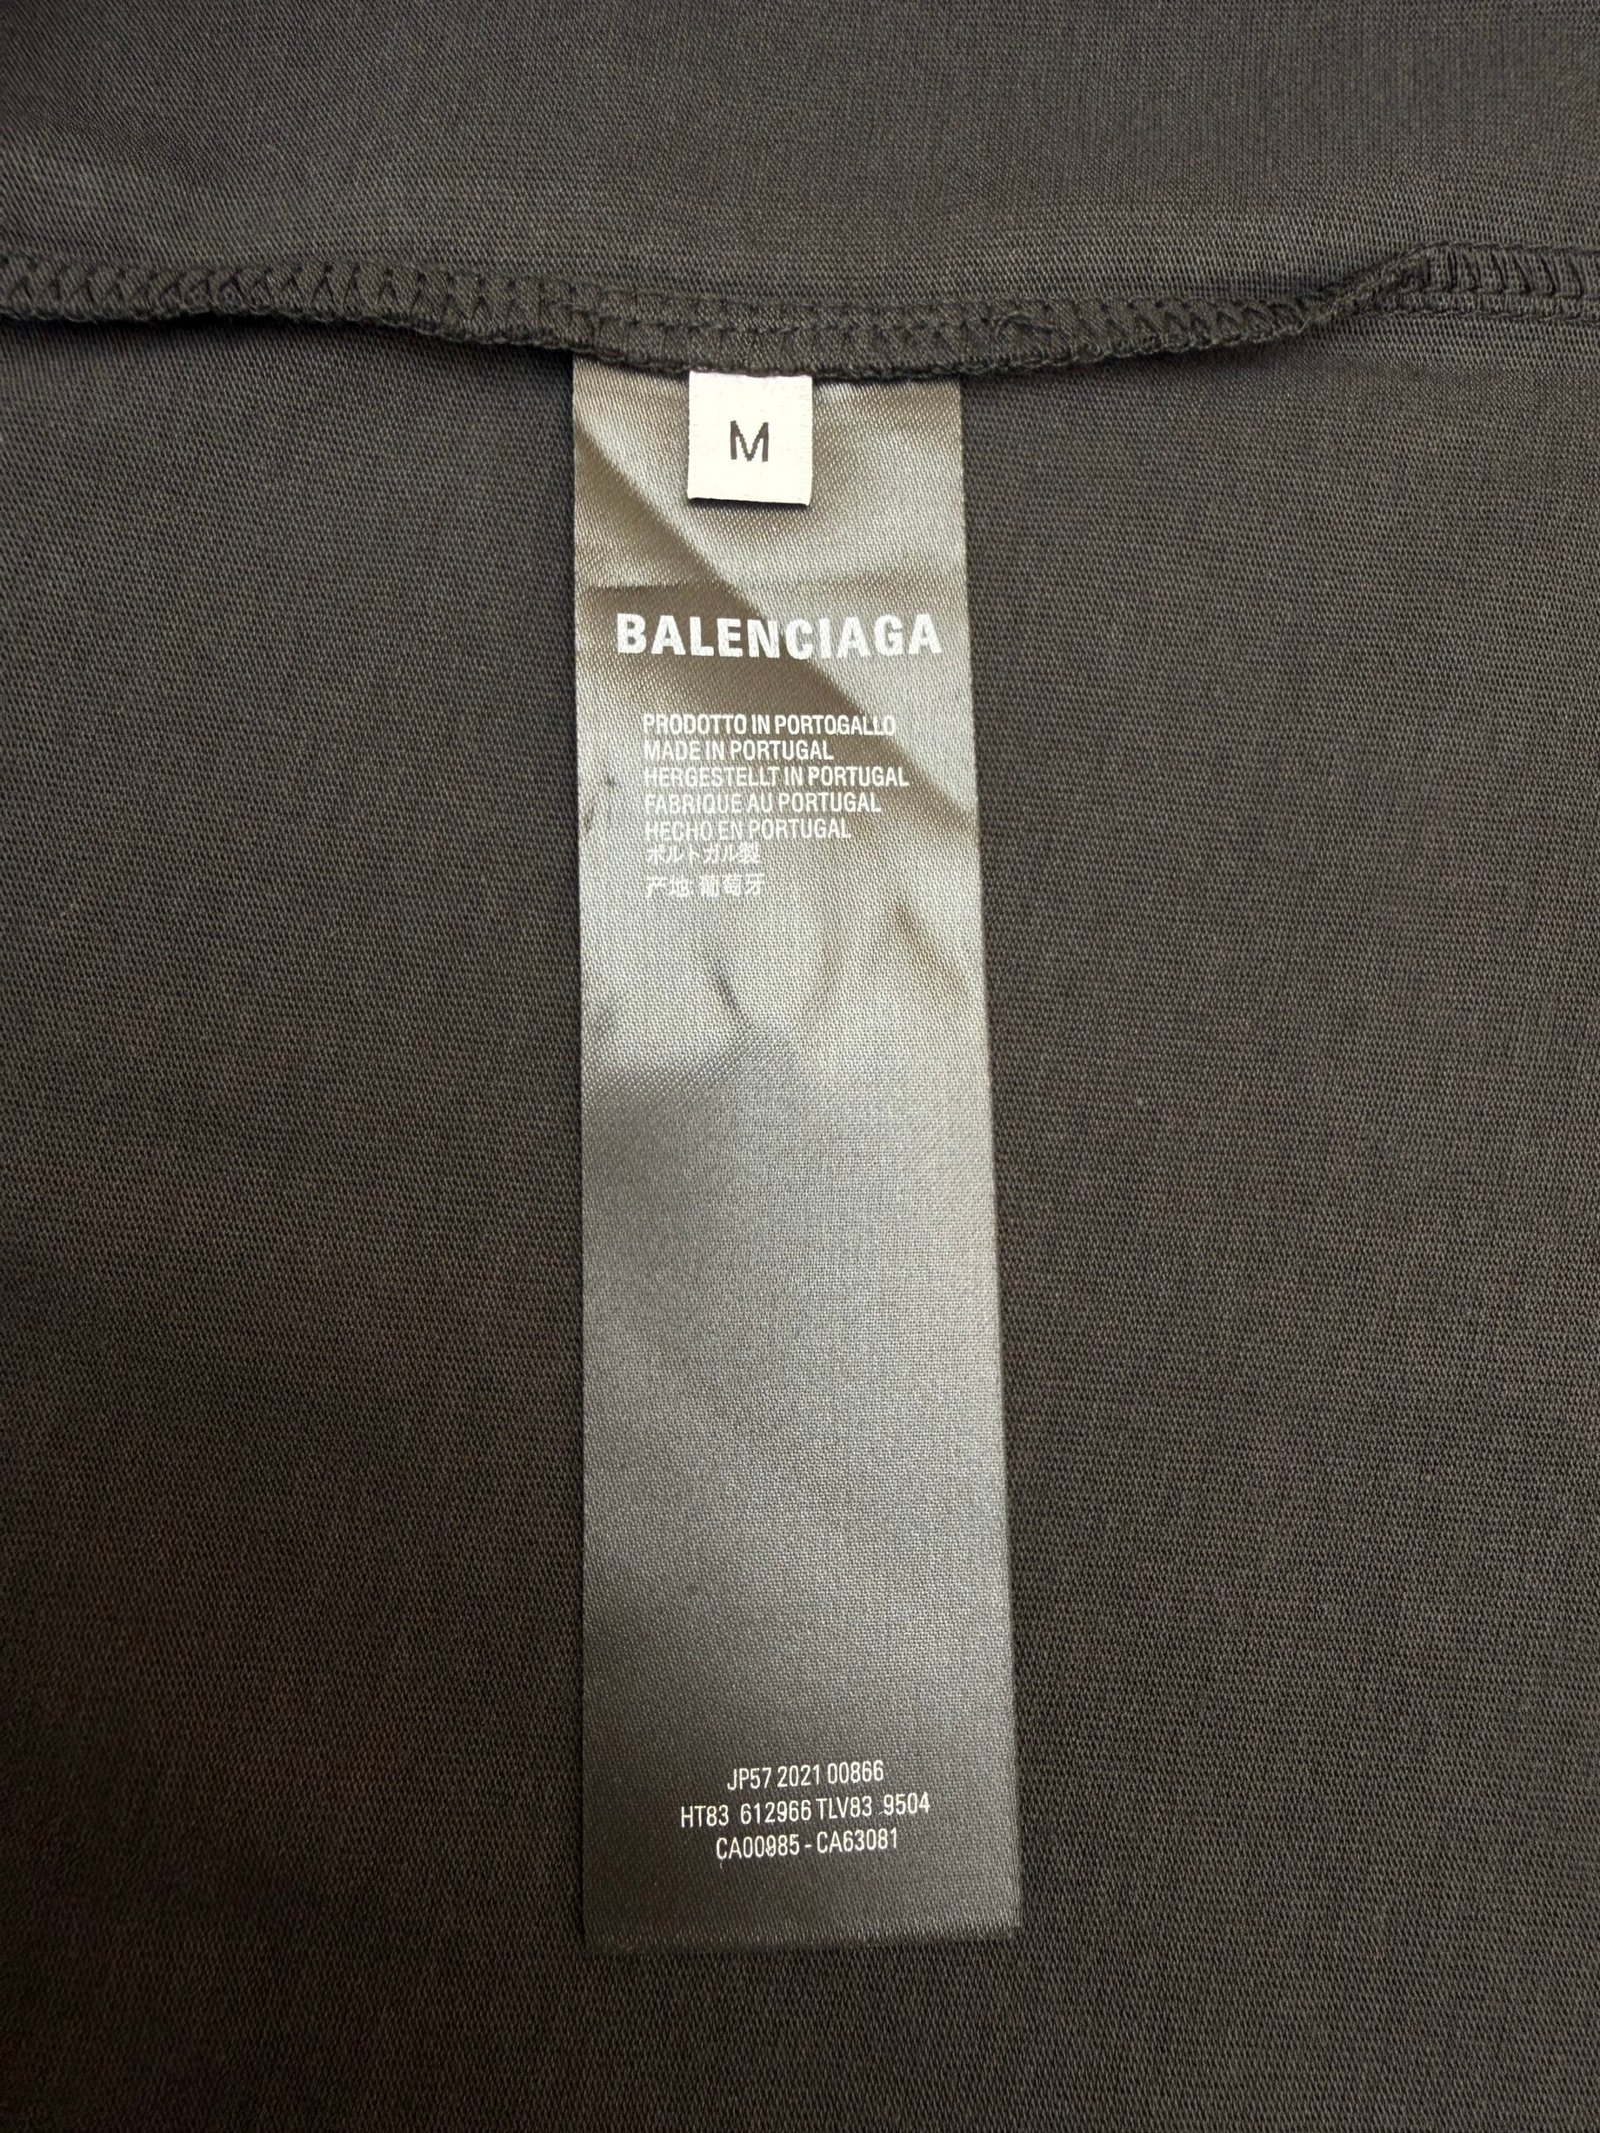 M
BALENCIAGA
PRODOTTO IN PORTOGALLO
MADE IN PORTUGAL
HERGESTELLT IN PORTUGAL
FABRIQUE AU PORTUGAL
HECHO EN PORTUGAL
ポルトガル製
产地: 葡萄牙
JP57 2021 00866
HT83 612966 TLV83 9504
CA00985 - CA63081